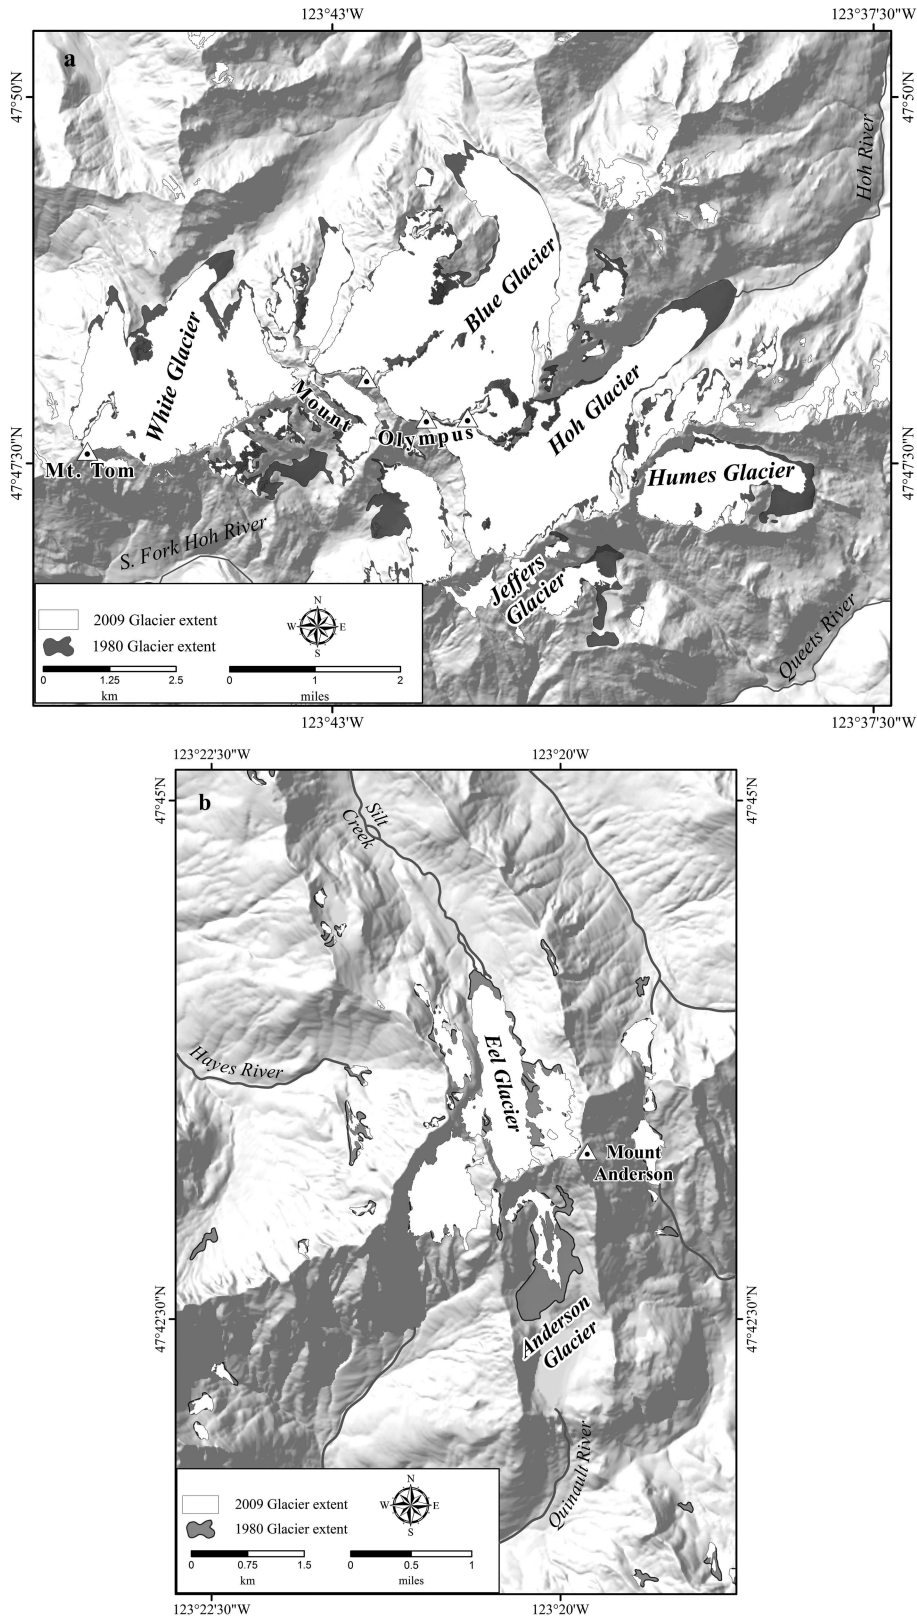 123°43'W 123°37'30"W
a
47°50'N
47°50'N
Hoh River
Blue Glacier
White Glacier
Hoh Glacier
Mount
Olympus
Mt. Tom
47°47'30"N
47°47'30"N
Humes Glacier
S. Fork Hoh River
Jeffers
Glacier
Queets River
2009 Glacier extent
1980 Glacier extent
N
W E
S
0 1.25 2.5
km
0 1 2
miles
123°43'W 123°37'30"W
123°22'30"W 123°20'W
b
47°45'N
47°45'N
Silt
Creek
Eel Glacier
Hayes River
Mount
Anderson
47°42'30"N
47°42'30"N
Anderson
Glacier
Quinault River
2009 Glacier extent
1980 Glacier extent
N
W E
S
0 0.75 1.5
km
0 0.5 1
miles
123°22'30"W 123°20'W